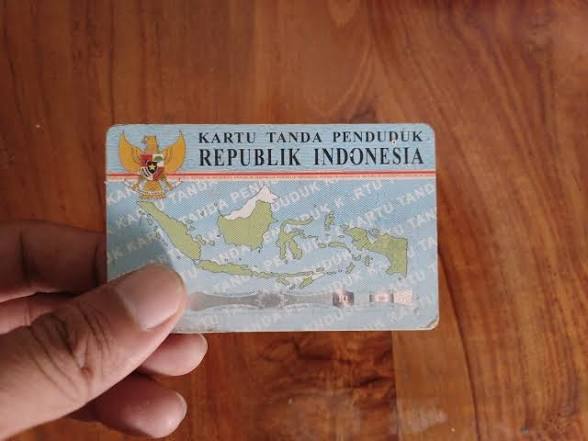 KARTU TANDA PENDUDUK
REPUBLIK INDONESIA